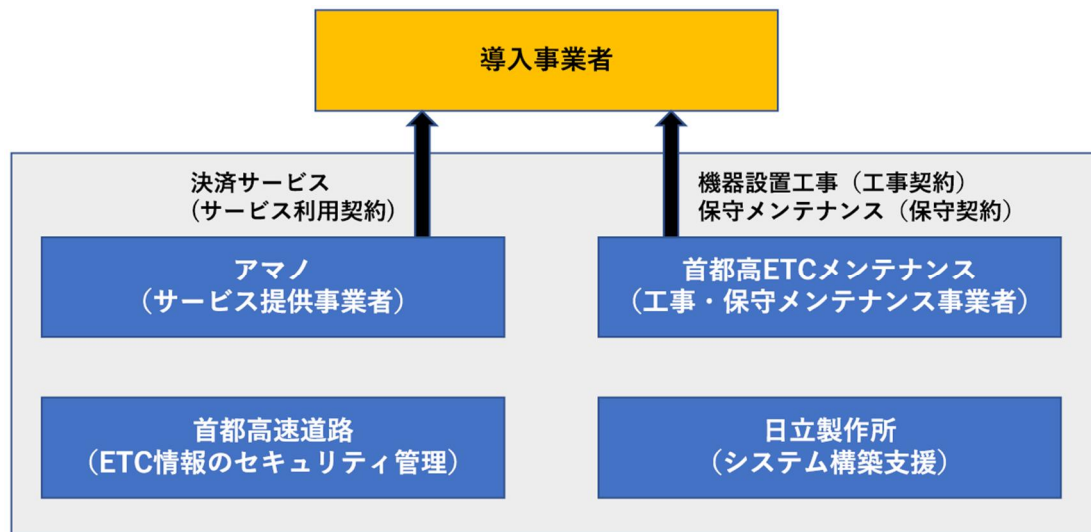 導入事業者
決済サービス
(サービス利用契約)
機器設置工事（工事契約）
保守メンテナンス（保守契約）
アマノ
（サービス提供事業者）
首都高ETCメンテナンス
（工事・保守メンテナンス事業者）
首都高速道路
（ETC情報のセキュリティ管理）
日立製作所
（システム構築支援）